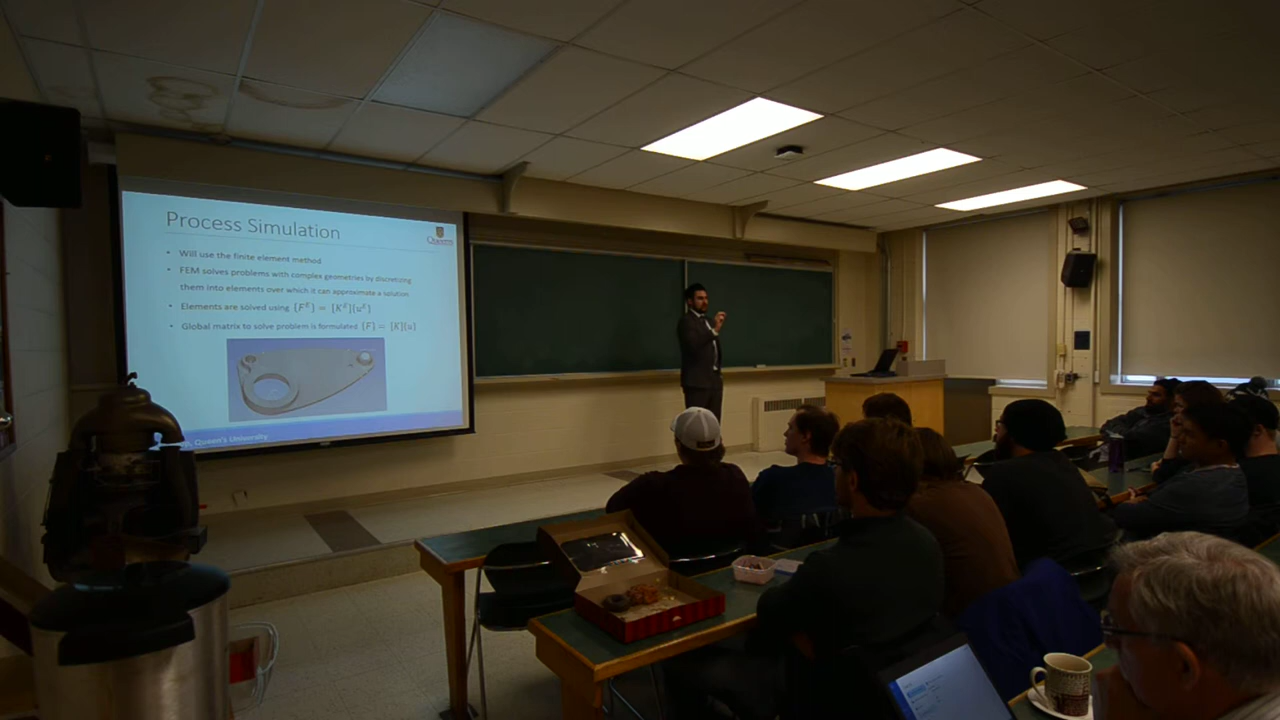 Process Simulation
Queen's
• Will use the finite element method
• FEM solves problems with complex geometries by discretizing
them into elements over which it can approximate a solution
• Elements are solved using {F^E} = [K^E]{u^E}
• Global matrix to solve problem is formulated {F} = [K]{u}
Queen's University